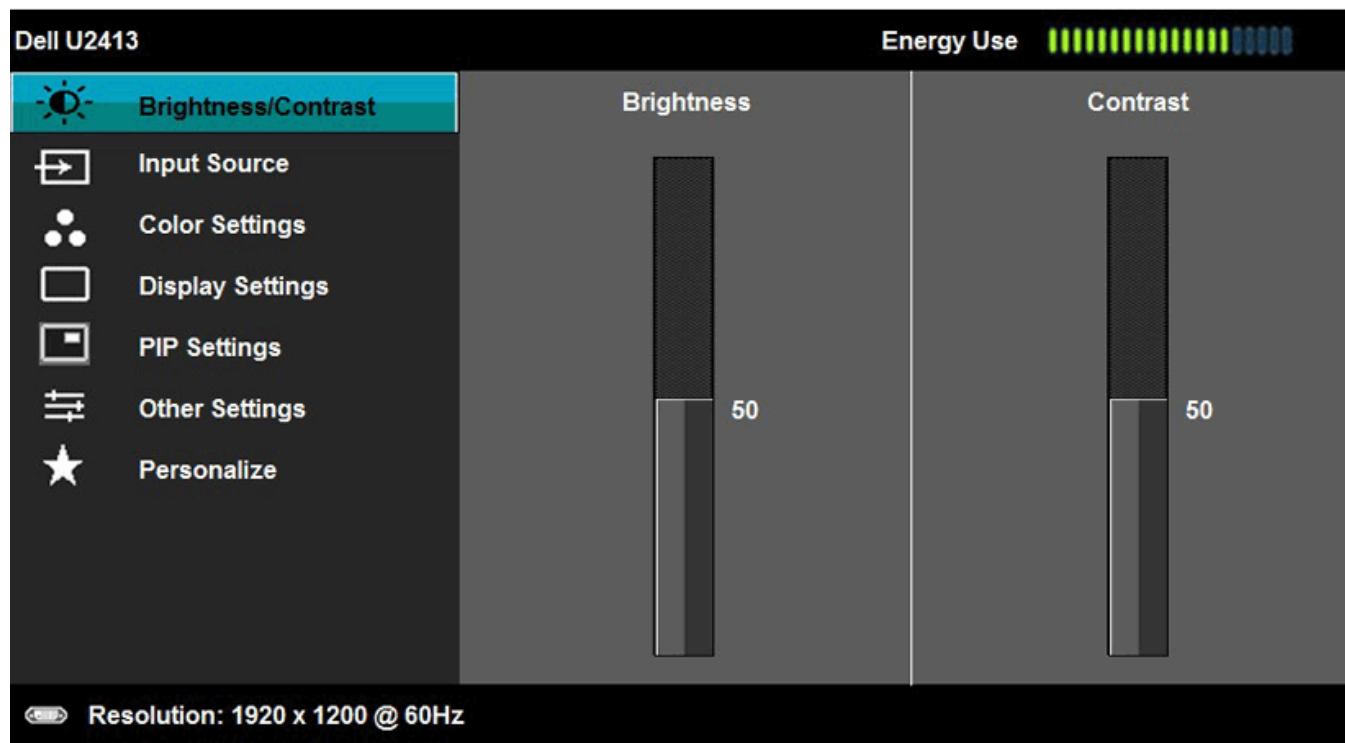 Dell U2413
Energy Use
Brightness/Contrast
Input Source
Color Settings
Display Settings
PIP Settings
Other Settings
Personalize
Brightness
50
Contrast
50
Resolution: 1920 x 1200 @ 60Hz